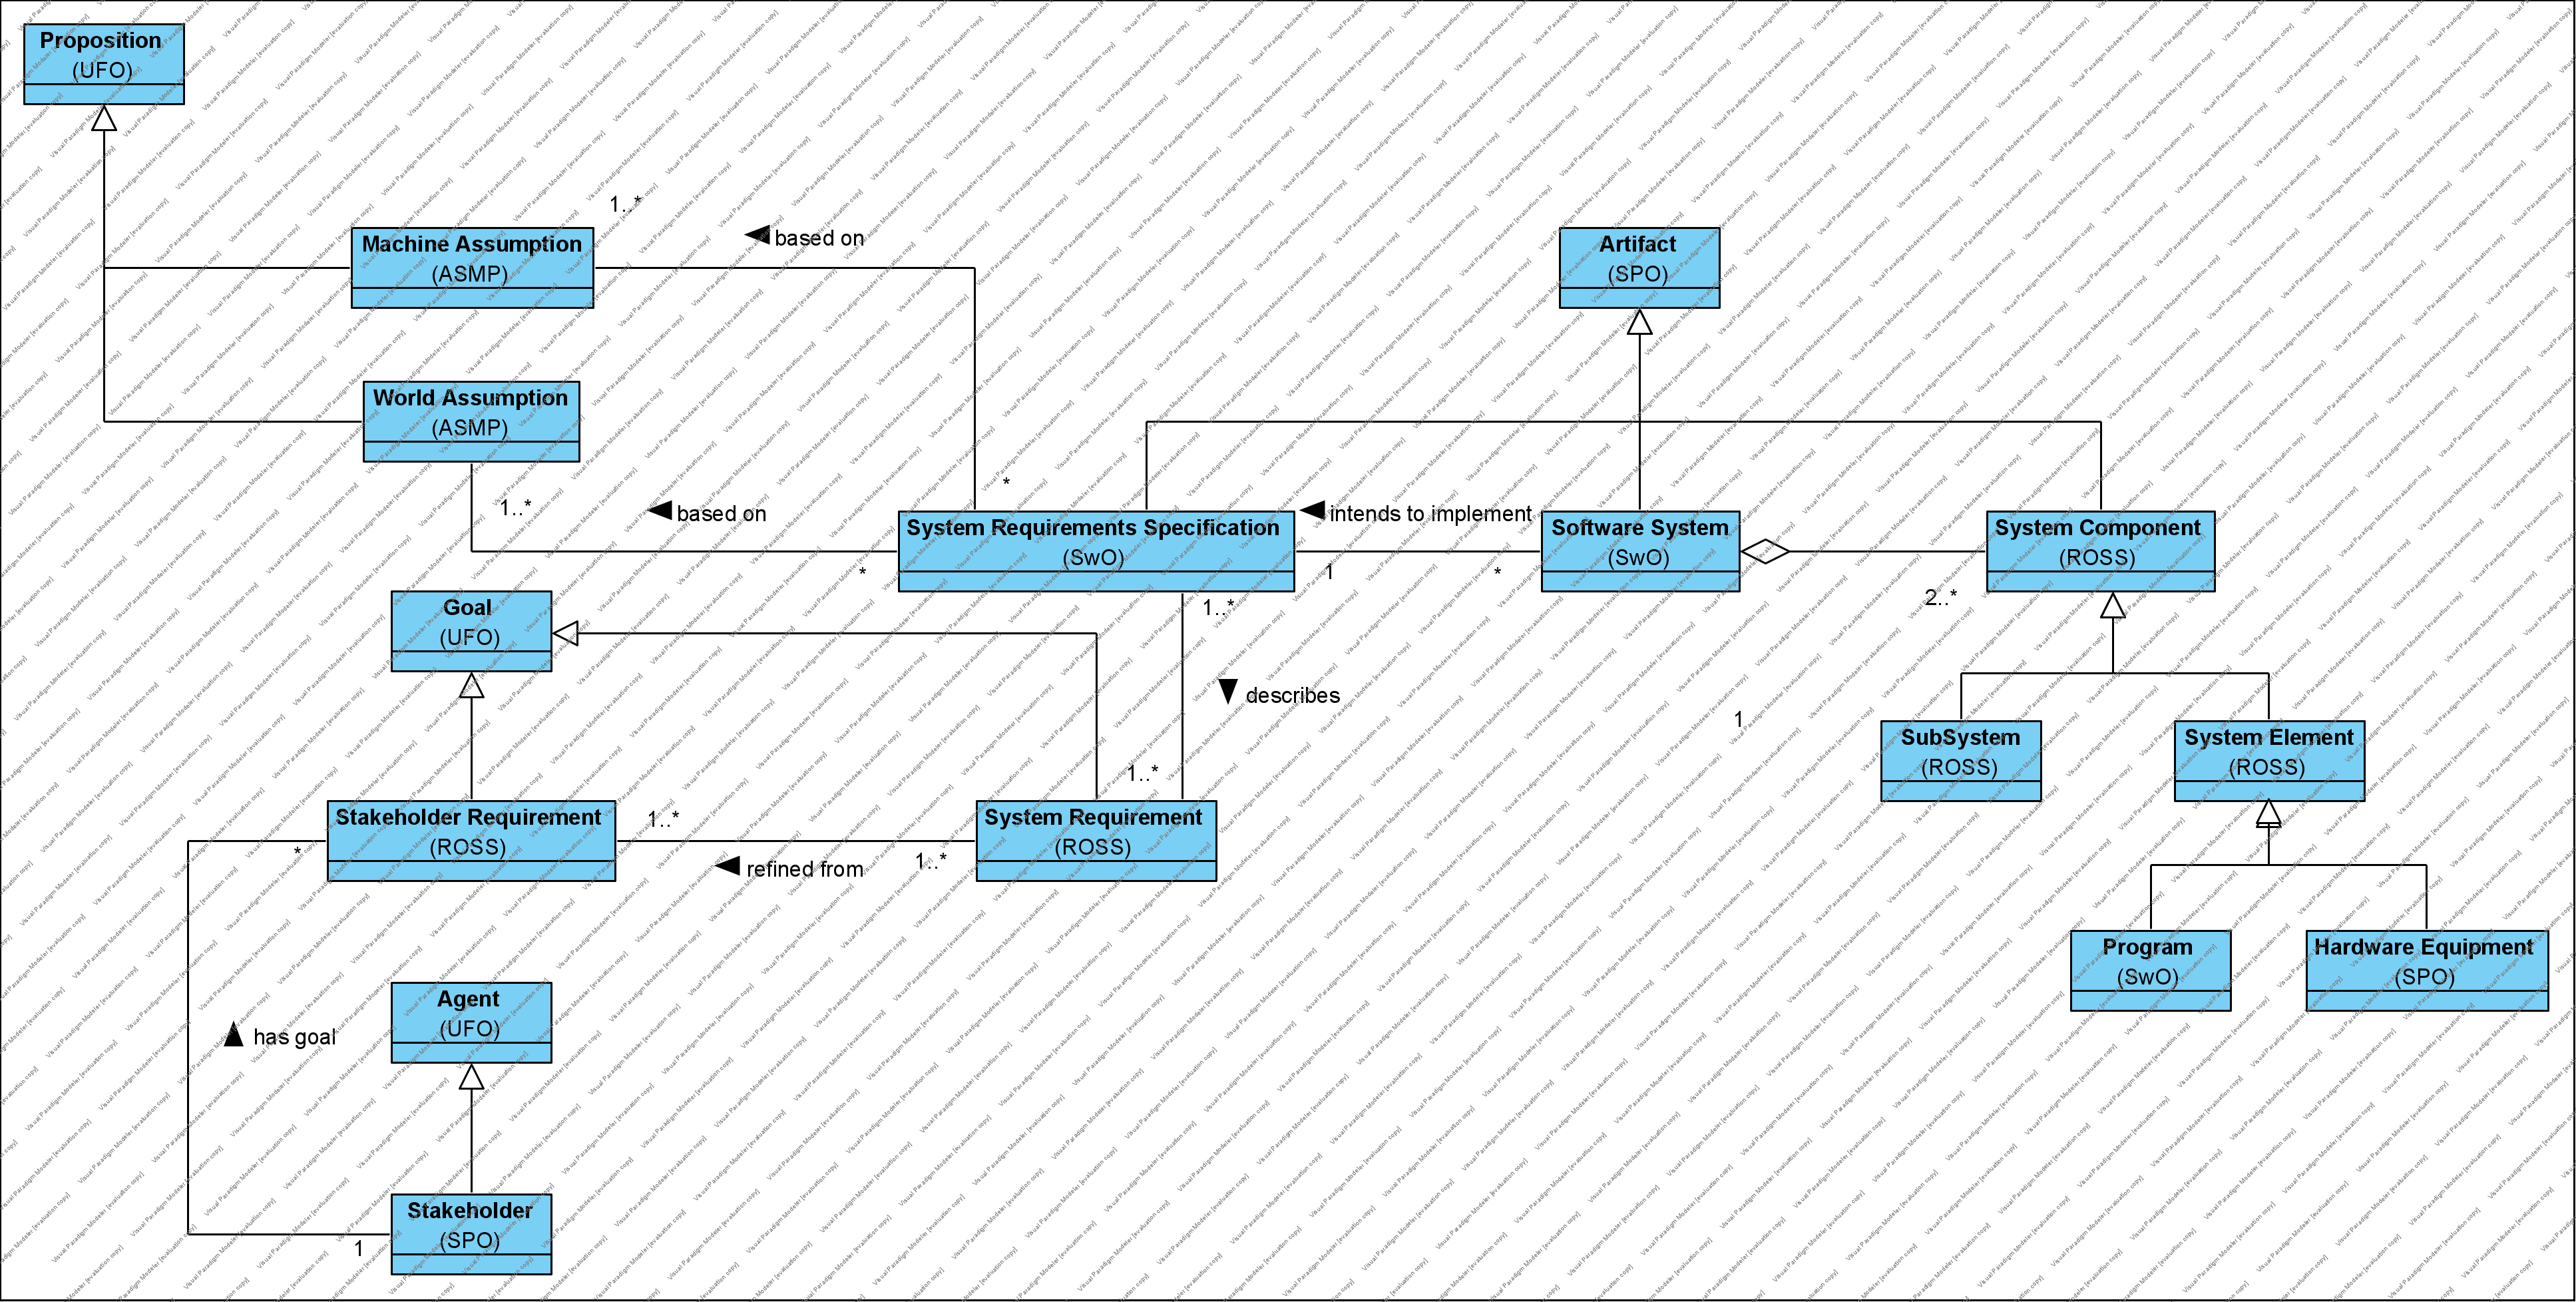 Proposition
(UFO)
1..*
Machine Assumption
(ASMP)
based on
Artifact
(SPO)
World Assumption
(ASMP)
1..*
based on
*
*
System Requirements Specification
(SwO)
intends to implement
1
*
Software System
(SwO)
System Component
(ROSS)
2..*
Goal
(UFO)
1..*
describes
1..*
1
SubSystem
(ROSS)
System Element
(ROSS)
Stakeholder Requirement
(ROSS)
*
1..*
refined from
1..*
System Requirement
(ROSS)
Program
(SwO)
Hardware Equipment
(SPO)
Agent
(UFO)
has goal
Stakeholder
(SPO)
1
Visual Paradigm Modeler [evaluation copy]